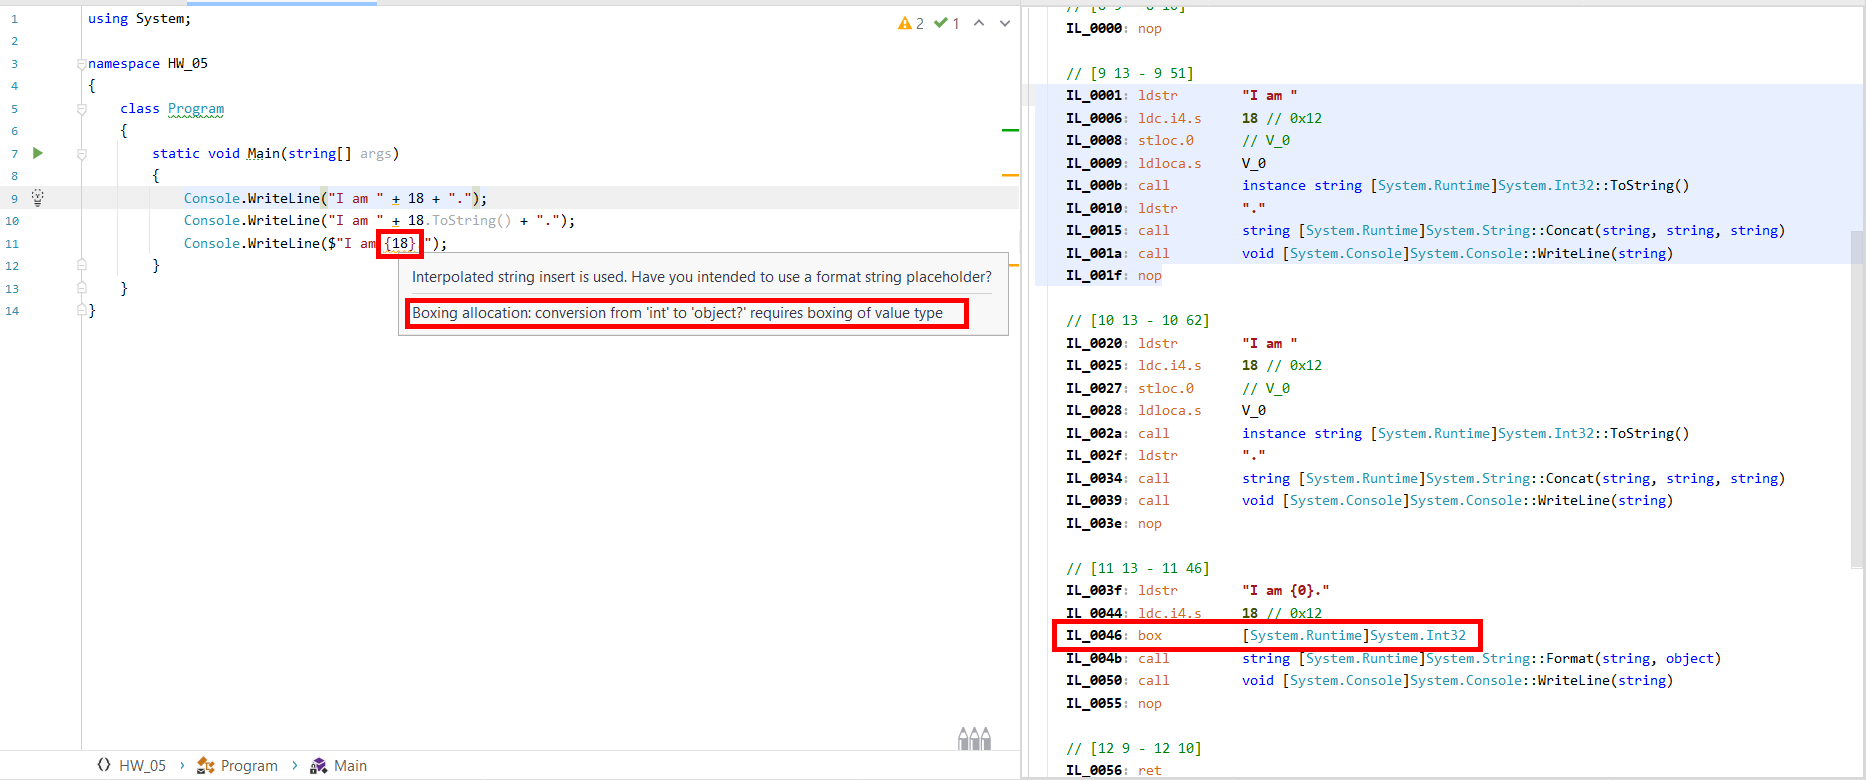 1 using System;
2
3 namespace HW_05
4 {
5 class Program
6 {
7 static void Main(string[] args)
8 {
9 Console.WriteLine("I am " + 18 + ".");
10 Console.WriteLine("I am " + 18.ToString() + ".");
11 Console.WriteLine($"I am {18}.");
12 }
13 }
14 }
2 1
Interpolated string insert is used. Have you intended to use a format string placeholder?
Boxing allocation: conversion from 'int' to 'object?' requires boxing of value type
HW_05 › Program › Main
IL_0000: nop
// [9 13 - 9 51]
IL_0001: ldstr "I am "
IL_0006: ldc.i4.s 18 // 0x12
IL_0008: stloc.0 // V_0
IL_0009: ldloca.s V_0
IL_000b: call instance string [System.Runtime]System.Int32::ToString()
IL_0010: ldstr "."
IL_0015: call string [System.Runtime]System.String::Concat(string, string, string)
IL_001a: call void [System.Console]System.Console::WriteLine(string)
IL_001f: nop
// [10 13 - 10 62]
IL_0020: ldstr "I am "
IL_0025: ldc.i4.s 18 // 0x12
IL_0027: stloc.0 // V_0
IL_0028: ldloca.s V_0
IL_002a: call instance string [System.Runtime]System.Int32::ToString()
IL_002f: ldstr "."
IL_0034: call string [System.Runtime]System.String::Concat(string, string, string)
IL_0039: call void [System.Console]System.Console::WriteLine(string)
IL_003e: nop
// [11 13 - 11 46]
IL_003f: ldstr "I am {0}."
IL_0044: ldc.i4.s 18 // 0x12
IL_0046: box [System.Runtime]System.Int32
IL_004b: call string [System.Runtime]System.String::Format(string, object)
IL_0050: call void [System.Console]System.Console::WriteLine(string)
IL_0055: nop
// [12 9 - 12 10]
IL_0056: ret